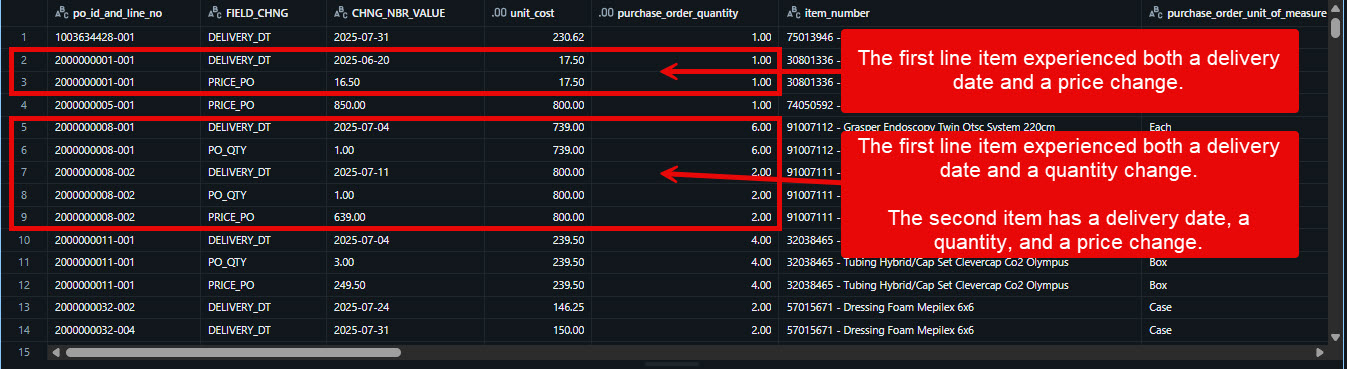 po_id_and_line_no FIELD_CHNG CHNG_NBR_VALUE .00 unit_cost .00 purchase_order_quantity item_number purchase_order_unit_of_measure
1 1003634428-001 DELIVERY_DT 2025-07-31 230.62 1.00 75013946 -
2 2000000001-001 DELIVERY_DT 2025-06-20 17.50 1.00 30801336 -
3 2000000001-001 PRICE_PO 16.50 17.50 1.00 30801336 -
The first line item experienced both a delivery
date and a price change.
4 2000000005-001 PRICE_PO 850.00 800.00 1.00 74050592 -
5 2000000008-001 DELIVERY_DT 2025-07-04 739.00 6.00 91007112 - Grasper Endoscopy Twin Otsc System 220cm Each
6 2000000008-001 PO_QTY 1.00 739.00 6.00 91007112 -
7 2000000008-002 DELIVERY_DT 2025-07-11 800.00 2.00 91007111 -
8 2000000008-002 PO_QTY 1.00 800.00 2.00 91007111 -
9 2000000008-002 PRICE_PO 639.00 800.00 2.00 91007111 -
The first line item experienced both a delivery
date and a quantity change.
The second item has a delivery date, a
quantity, and a price change.
10 2000000011-001 DELIVERY_DT 2025-07-04 239.50 4.00 32038465 -
11 2000000011-001 PO_QTY 3.00 239.50 4.00 32038465 - Tubing Hybrid/Cap Set Clevercap Co2 Olympus Box
12 2000000011-001 PRICE_PO 249.50 239.50 4.00 32038465 - Tubing Hybrid/Cap Set Clevercap Co2 Olympus Box
13 2000000032-002 DELIVERY_DT 2025-07-24 146.25 2.00 57015671 - Dressing Foam Mepilex 6x6 Case
14 2000000032-004 DELIVERY_DT 2025-07-31 150.00 2.00 57015671 - Dressing Foam Mepilex 6x6 Case
15